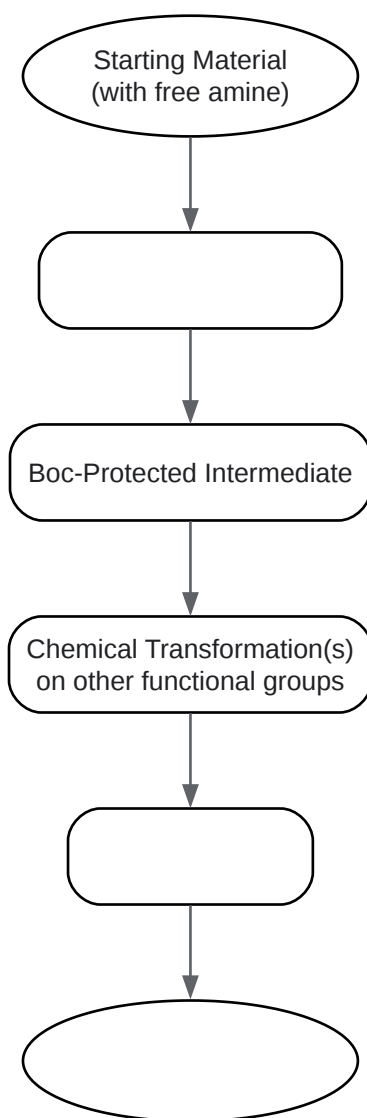 Starting Material
(with free amine)
Boc-Protected Intermediate
Chemical Transformation(s)
on other functional groups